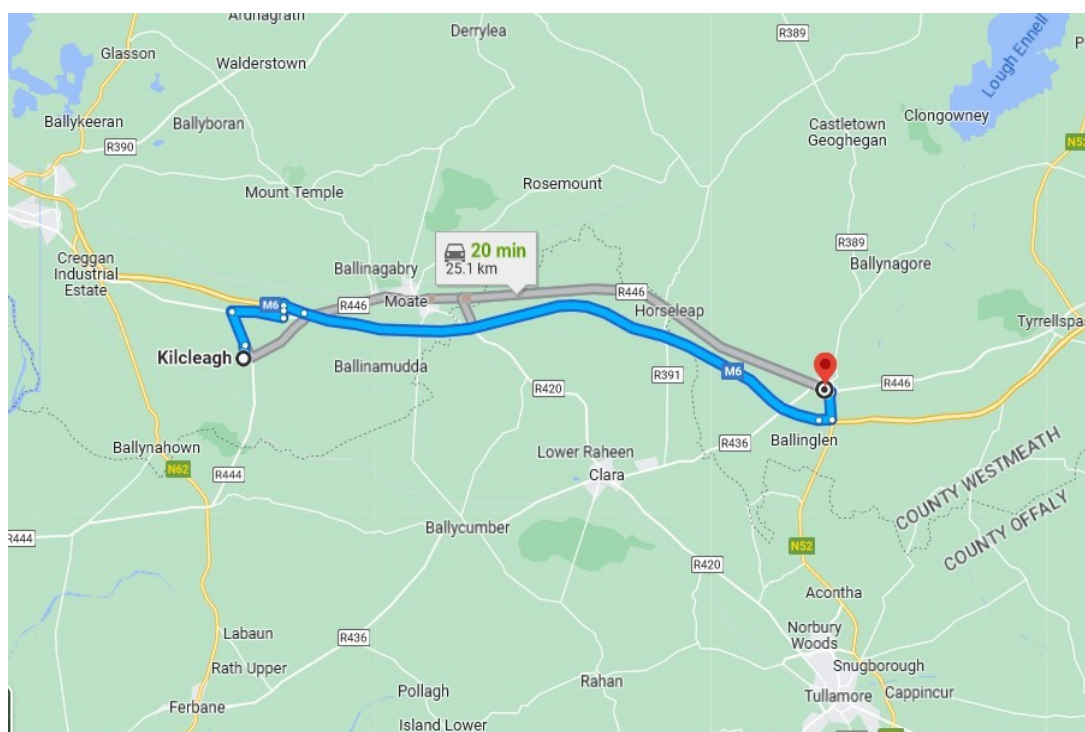 Ardnagrath
Derrylea
R389
Glasson
Walderstown
Lough Ennell
Ballykeeran
Ballyboran
Castletown
Geoghegan
Clongowney
R390
N52
Mount Temple
Rosemount
R389
20 min
25.1 km
Creggan
Industrial
Estate
Ballinagabry
Ballynagore
M6
R446
Moate
R446
Horseleap
Tyrrellspas
Kilcleagh
Ballinamudda
R391
M6
R446
R420
Ballynahown
Lower Raheen
R436
Ballinglen
N62
R444
Clara
COUNTY WESTMEATH
COUNTY OFFALY
R444
Ballycumber
N52
R420
Acontha
Labaun
R436
Norbury
Woods
Rath Upper
Snugborough
Ferbane
Pollagh
Rahan
Tullamore
Cappincur
Island Lower